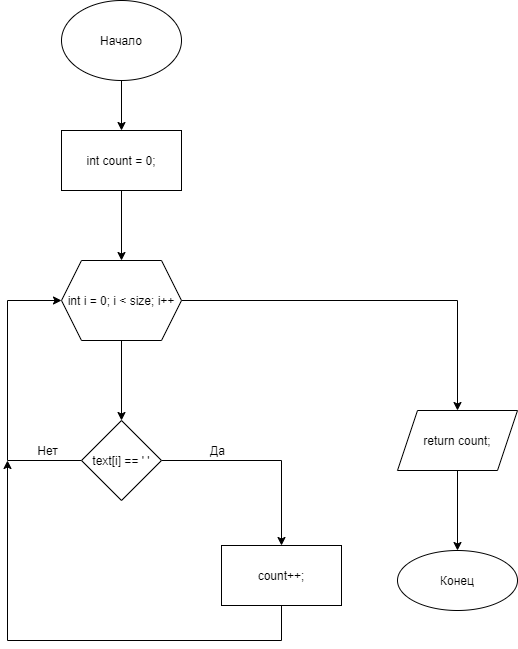 Начало
int count = 0;
int i = 0; i < size; i++
Нет
text[i] == ' '
Да
return count;
count++;
Конец